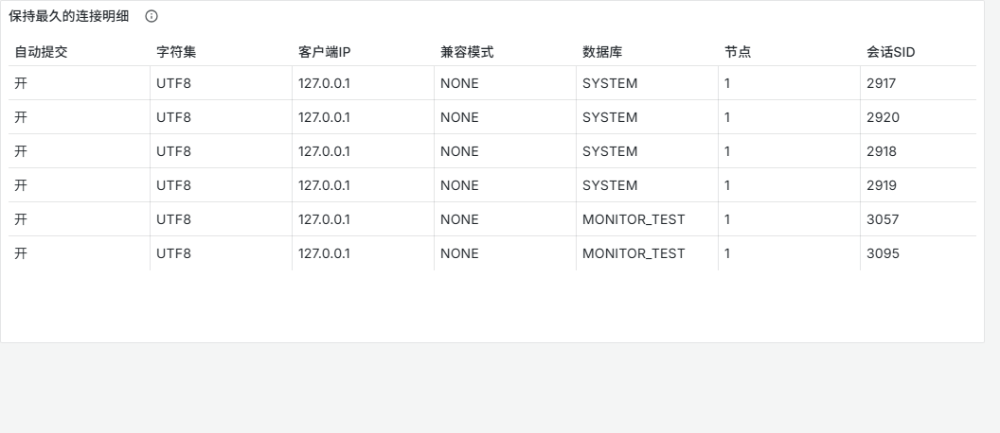 保持最久的连接明细
自动提交 字符集 客户端IP 兼容模式 数据库 节点 会话SID
开 UTF8 127.0.0.1 NONE SYSTEM 1 2917
开 UTF8 127.0.0.1 NONE SYSTEM 1 2920
开 UTF8 127.0.0.1 NONE SYSTEM 1 2918
开 UTF8 127.0.0.1 NONE SYSTEM 1 2919
开 UTF8 127.0.0.1 NONE MONITOR_TEST 1 3057
开 UTF8 127.0.0.1 NONE MONITOR_TEST 1 3095